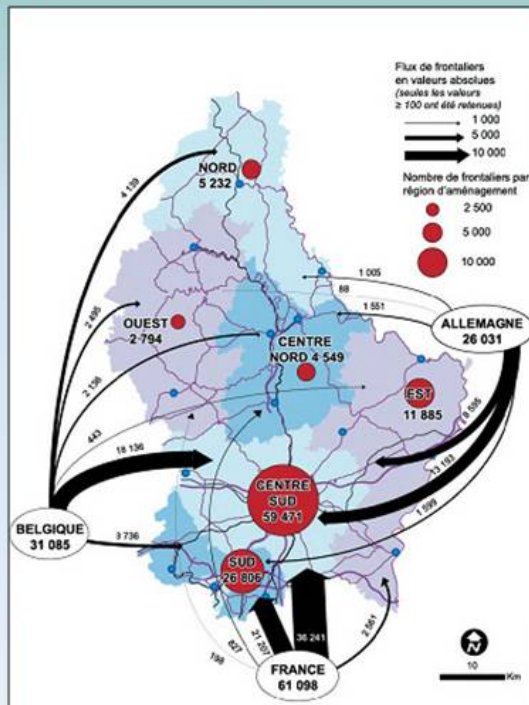 Flux de frontaliers
en valeurs absolues
(seules les valeurs
≥ 100 ont été retenues)
1 000
5 000
10 000
Nombre de frontaliers par
région d'aménagement
2 500
5 000
10 000
NORD
5 232
4 139
1 005
88
1 551
ALLEMAGNE
26 031
2 495
OUEST
2 794
CENTRE
NORD 4 549
2 136
EST
11 885
443
8 595
18 136
13 193
CENTRE
SUD
59 471
1 599
BELGIQUE
31 085
3 736
SUD
26 806
198
827
21 207
36 241
2 561
FRANCE
61 098
N
10
Km